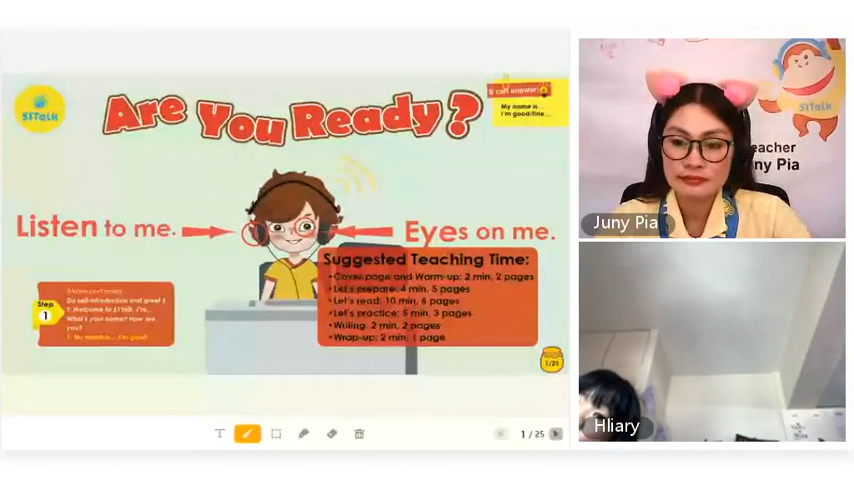 51Talk
Are You Ready?
I can answer:
My name is...
I'm good/fine...
Listen to me.
Eyes on me.
Suggested Teaching Time:
• Cover page and Warm-up: 2 min, 2 pages
• Let's prepare: 4 min, 5 pages
• Let's read: 10 min, 6 pages
• Let's practice: 5 min, 3 pages
• Writing: 2 min, 2 pages
• Wrap-up: 2 min, 1 page
Step
1
Do self-introduction and greet
T: Welcome to 51Talk. I'm...
What's your name? How are
you?
1/25
T
1 / 25
51Talk
eacher
ny Pia
Juny Pia
Hliary